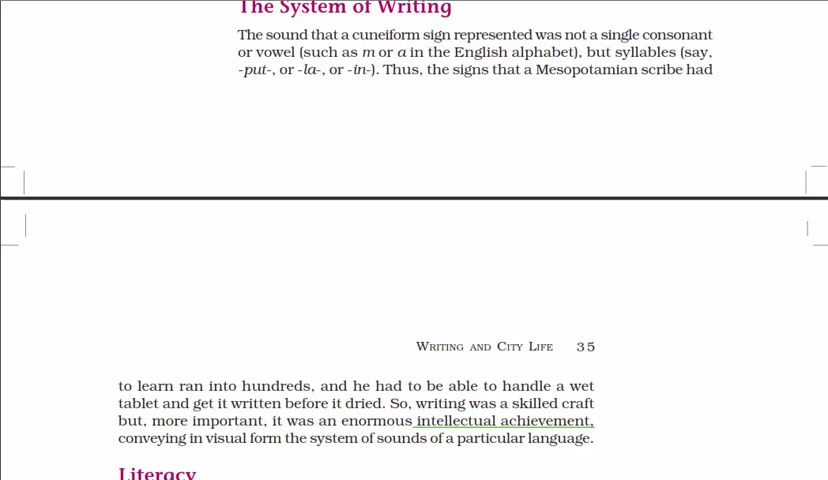 The System of Writing
The sound that a cuneiform sign represented was not a single consonant
or vowel (such as m or a in the English alphabet), but syllables (say,
-put-, or -la-, or -in-). Thus, the signs that a Mesopotamian scribe had
WRITING AND CITY LIFE 35
to learn ran into hundreds, and he had to be able to handle a wet
tablet and get it written before it dried. So, writing was a skilled craft
but, more important, it was an enormous intellectual achievement,
conveying in visual form the system of sounds of a particular language.
Literacy